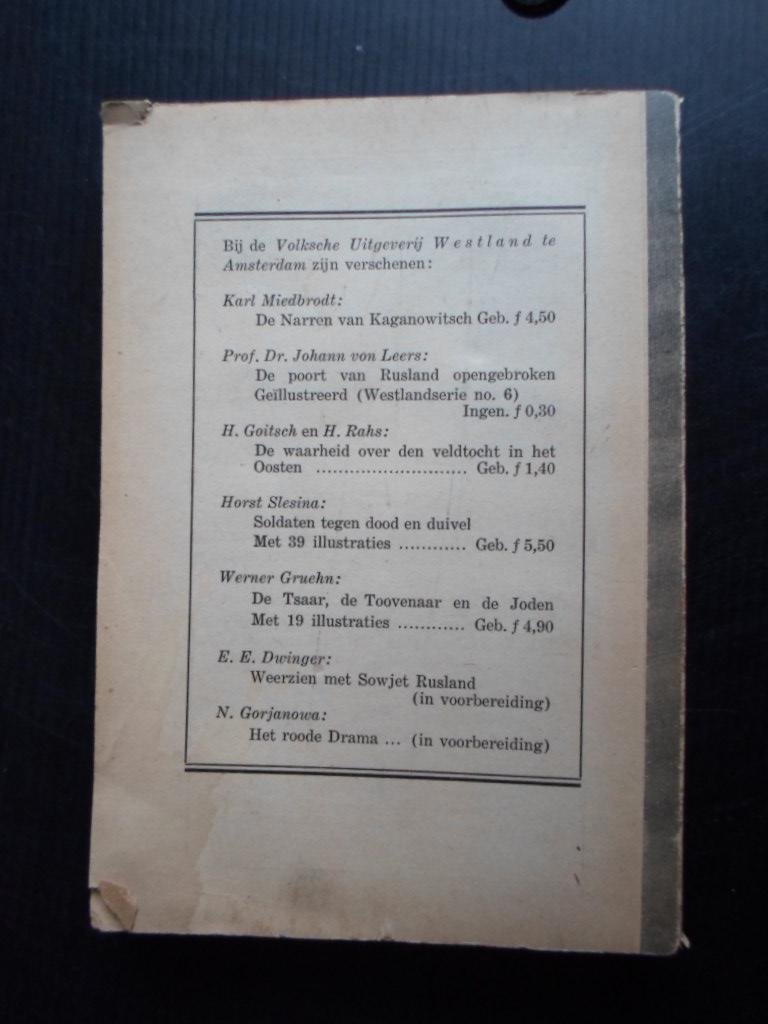 Bij de Volksche Uitgeverij Westland te
Amsterdam zijn verschenen:
Karl Miedbrodt:
De Narren van Kaganowitsch Geb. f 4,50
Prof. Dr. Johann von Leers:
De poort van Rusland opengebroken
Geïllustreerd (Westlandserie no. 6)
Ingen. f 0,30
H. Goitsch en H. Rahs:
De waarheid over den veldtocht in het
Oosten ........................... Geb. f 1,40
Horst Slesina:
Soldaten tegen dood en duivel
Met 39 illustraties ............ Geb. f 5,50
Werner Gruehn:
De Tsaar, de Toovenaar en de Joden
Met 19 illustraties ............ Geb. f 4,90
E. E. Dwinger:
Weerzien met Sowjet Rusland
(in voorbereiding)
N. Gorjanowa:
Het roode Drama ... (in voorbereiding)